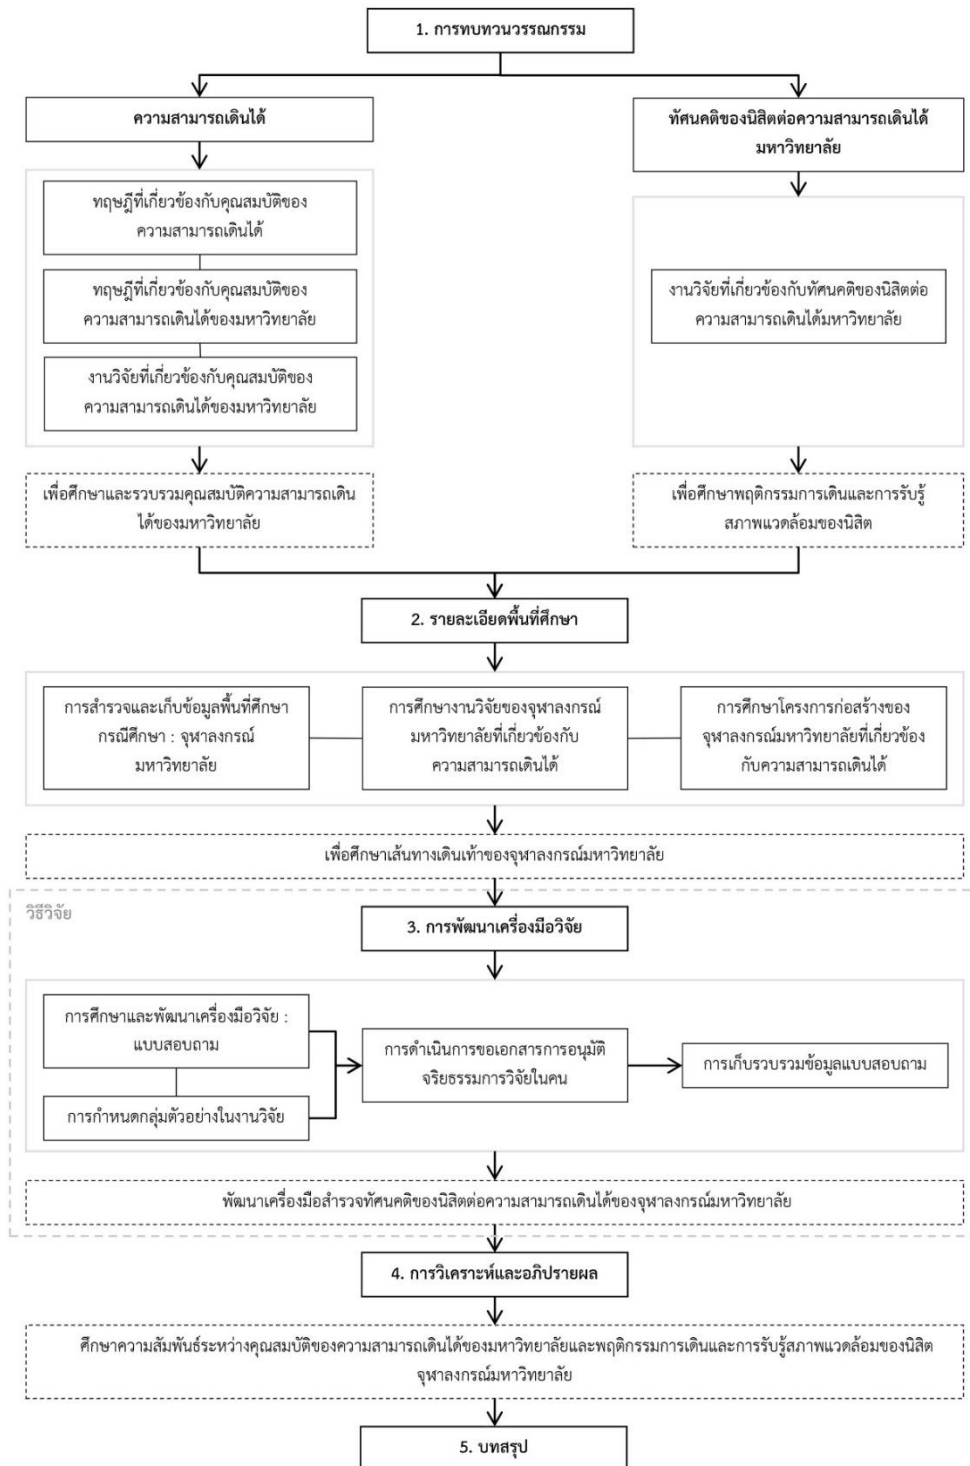 1. การทบทวนวรรณกรรม
ความสามารถเดินได้
ทฤษฎีที่เกี่ยวข้องกับคุณสมบัติของ
ความสามารถเดินได้
ทฤษฎีที่เกี่ยวข้องกับคุณสมบัติของ
ความสามารถเดินได้ของมหาวิทยาลัย
งานวิจัยที่เกี่ยวข้องกับคุณสมบัติของ
ความสามารถเดินได้ของมหาวิทยาลัย
เพื่อศึกษาและรวบรวมคุณสมบัติความสามารถเดิน
ได้ของมหาวิทยาลัย
ทัศนคติของนิสิตต่อความสามารถเดินได้
มหาวิทยาลัย
งานวิจัยที่เกี่ยวข้องกับทัศนคติของนิสิตต่อ
ความสามารถเดินได้มหาวิทยาลัย
เพื่อศึกษาพฤติกรรมการเดินและการรับรู้
สภาพแวดล้อมของนิสิต
2. รายละเอียดพื้นที่ศึกษา
การสำรวจและเก็บข้อมูลพื้นที่ศึกษา
กรณีศึกษา : จุฬาลงกรณ์
มหาวิทยาลัย
การศึกษางานวิจัยของจุฬาลงกรณ์
มหาวิทยาลัยที่เกี่ยวข้องกับ
ความสามารถเดินได้
การศึกษาโครงการก่อสร้างของ
จุฬาลงกรณ์มหาวิทยาลัยที่เกี่ยวข้อง
กับความสามารถเดินได้
เพื่อศึกษาเส้นทางเดินเท้าของจุฬาลงกรณ์มหาวิทยาลัย
วิธีวิจัย
3. การพัฒนาเครื่องมือวิจัย
การศึกษาและพัฒนาเครื่องมือวิจัย :
แบบสอบถาม
การกำหนดกลุ่มตัวอย่างในงานวิจัย
การดำเนินการขอเอกสารการอนุมัติ
จริยธรรมการวิจัยในคน
การเก็บรวบรวมข้อมูลแบบสอบถาม
พัฒนาเครื่องมือสำรวจทัศนคติของนิสิตต่อความสามารถเดินได้ของจุฬาลงกรณ์มหาวิทยาลัย
4. การวิเคราะห์และอภิปรายผล
ศึกษาความสัมพันธ์ระหว่างคุณสมบัติของความสามารถเดินได้ของมหาวิทยาลัยและพฤติกรรมการเดินและการรับรู้สภาพแวดล้อมของนิสิต
จุฬาลงกรณ์มหาวิทยาลัย
5. บทสรุป